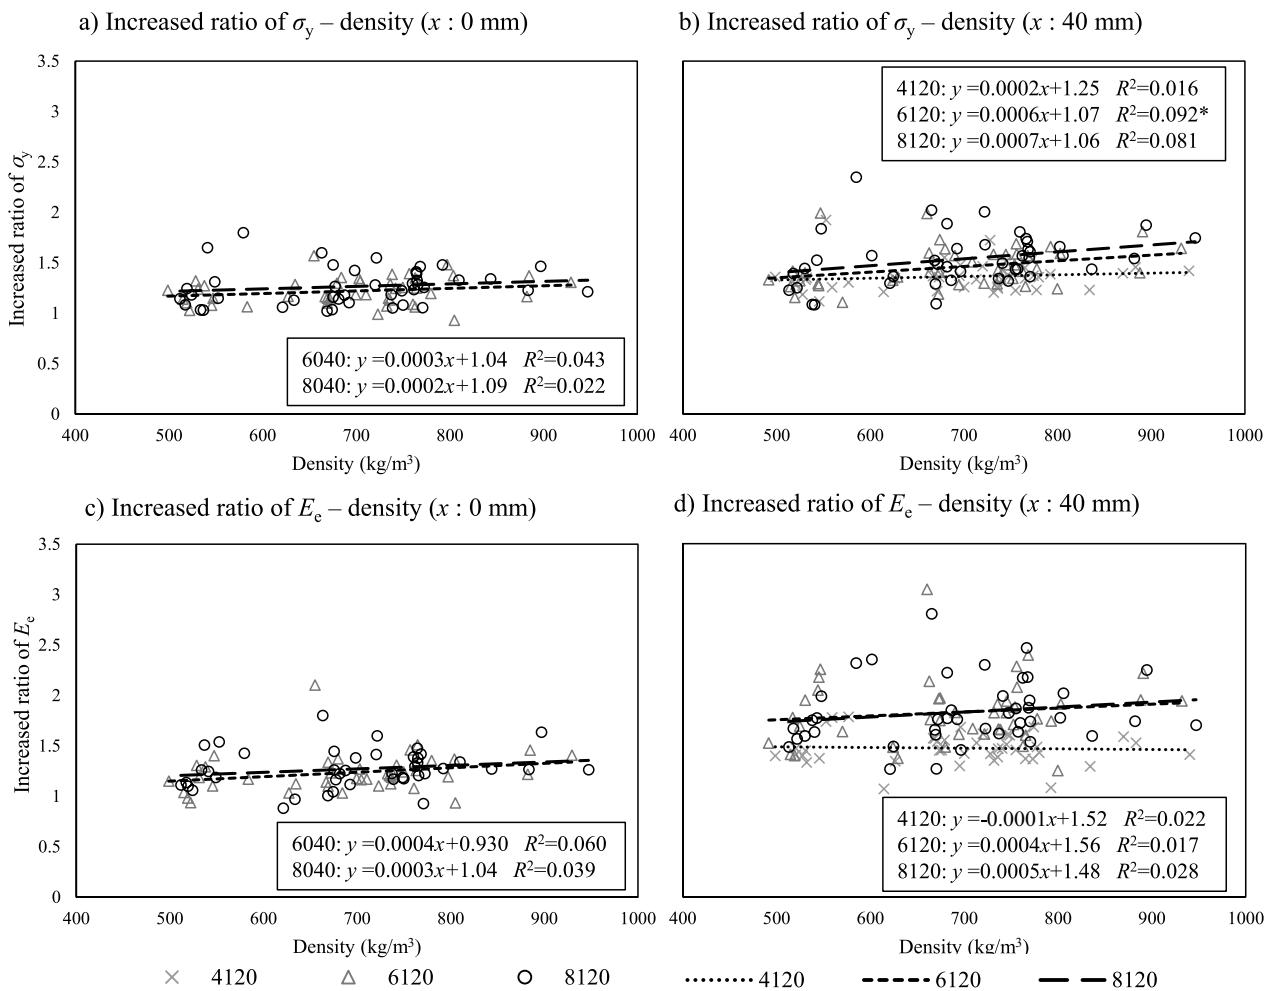 a) Increased ratio of σy – density (x : 0 mm)
b) Increased ratio of σy – density (x : 40 mm)
Increased ratio of σy
3.5
3
2.5
2
1.5
1
0.5
0
6040: y =0.0003x+1.04 R2=0.043
8040: y =0.0002x+1.09 R2=0.022
400 500 600 700 800 900 1000
Density (kg/m3)
4120: y =0.0002x+1.25 R2=0.016
6120: y =0.0006x+1.07 R2=0.092*
8120: y =0.0007x+1.06 R2=0.081
400 500 600 700 800 900 1000
Density (kg/m3)
c) Increased ratio of Ee – density (x : 0 mm)
d) Increased ratio of Ee – density (x : 40 mm)
Increased ratio of Ee
3.5
3
2.5
2
1.5
1
0.5
0
6040: y =0.0004x+0.930 R2=0.060
8040: y =0.0003x+1.04 R2=0.039
400 500 600 700 800 900 1000
Density (kg/m3)
4120: y =-0.0001x+1.52 R2=0.022
6120: y =0.0004x+1.56 R2=0.017
8120: y =0.0005x+1.48 R2=0.028
400 500 600 700 800 900 1000
Density (kg/m3)
4120 6120 8120 4120 6120 8120